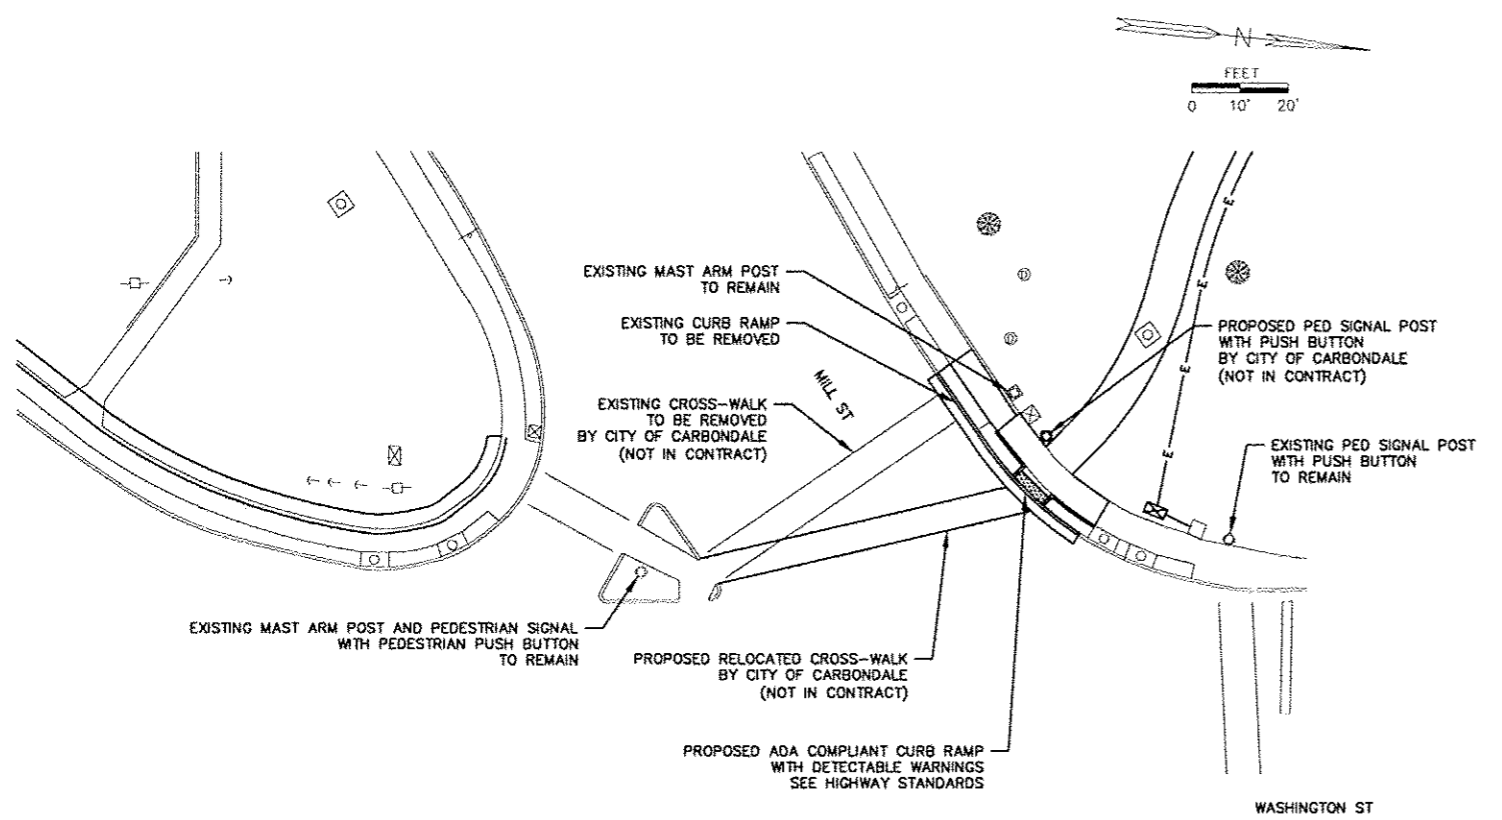 N
FEET
0 10' 20'
EXISTING MAST ARM POST
TO REMAIN
EXISTING CURB RAMP
TO BE REMOVED
MILL ST
EXISTING CROSS-WALK
TO BE REMOVED
BY CITY OF CARBONDALE
(NOT IN CONTRACT)
PROPOSED PED SIGNAL POST
WITH PUSH BUTTON
BY CITY OF CARBONDALE
(NOT IN CONTRACT)
E
E
E
E
EXISTING PED SIGNAL POST
WITH PUSH BUTTON
TO REMAIN
EXISTING MAST ARM POST AND PEDESTRIAN SIGNAL
WITH PEDESTRIAN PUSH BUTTON
TO REMAIN
PROPOSED RELOCATED CROSS-WALK
BY CITY OF CARBONDALE
(NOT IN CONTRACT)
PROPOSED ADA COMPLIANT CURB RAMP
WITH DETECTABLE WARNINGS
SEE HIGHWAY STANDARDS
WASHINGTON ST